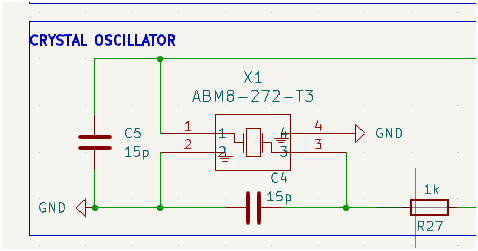 CRYSTAL OSCILLATOR
X1
ABM8-272-T3
1 1 4 4 GND
C5
15p
2 2 3 3
C4
15p
1k
GND
R27